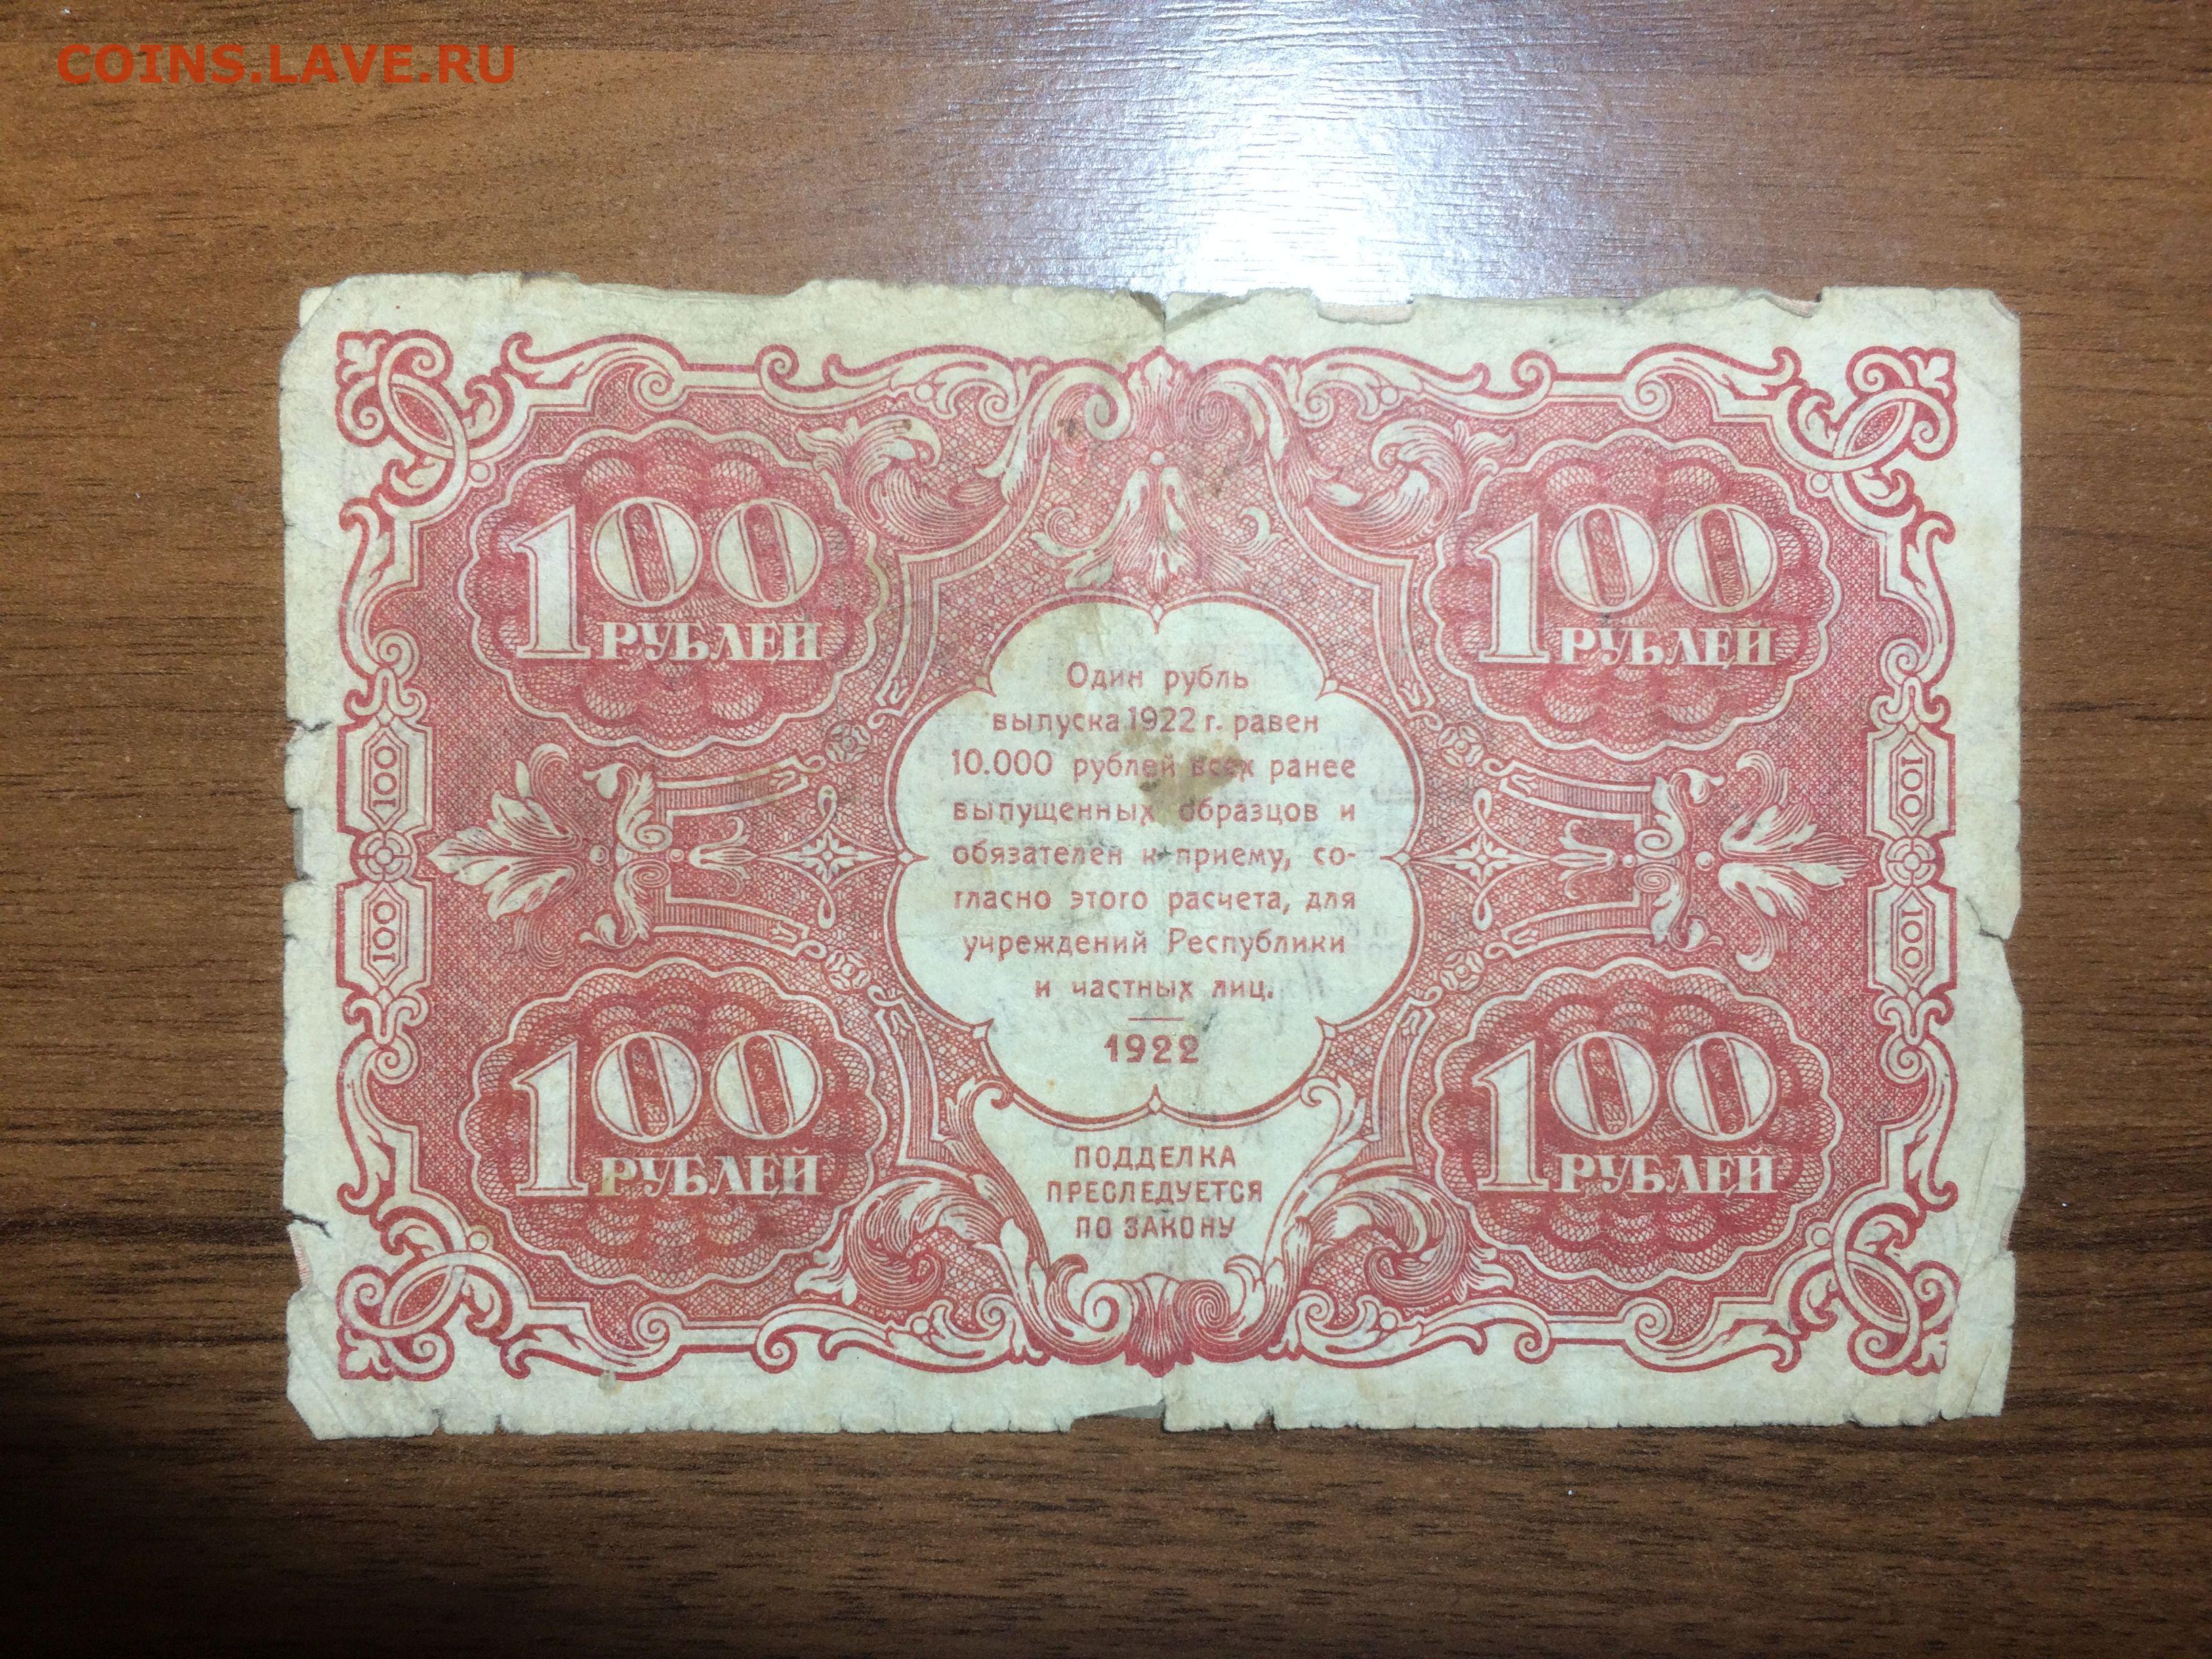 COINS.LAVE.RU
100 РУБЛЕЙ
100 РУБЛЕЙ
Один рубль
выпуска 1922 г. равен
10.000 рублей всех ранее
выпущенных образцов и
обязателен к приему, со-
гласно этого расчета, для
учреждений Республики
и частных лиц.
1922
100
100
100
100
100 РУБЛЕЙ
100 РУБЛЕЙ
ПОДДЕЛКА
ПРЕСЛЕДУЕТСЯ
ПО ЗАКОНУ